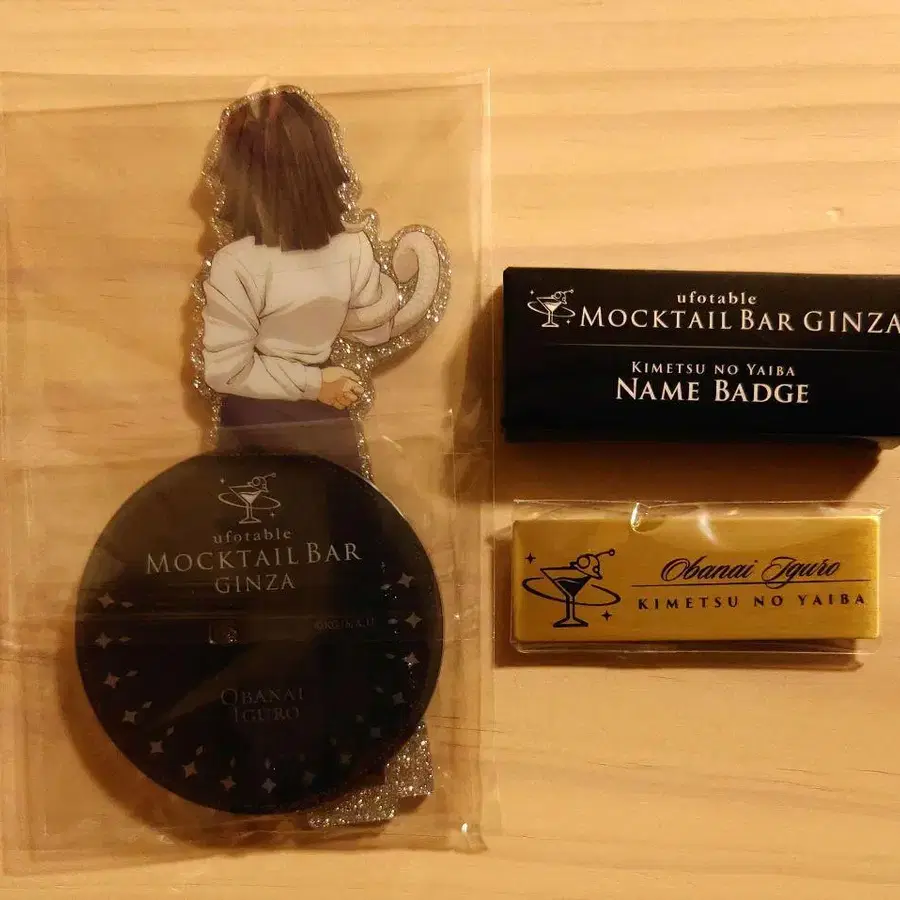 ufotable
MOCKTAIL BAR
GINZA
OBANAI
IGURO
ufotable
MOCKTAIL BAR GINZA
KIMETSU NO YAIBA
NAME BADGE
Obanai Iguro
KIMETSU NO YAIBA